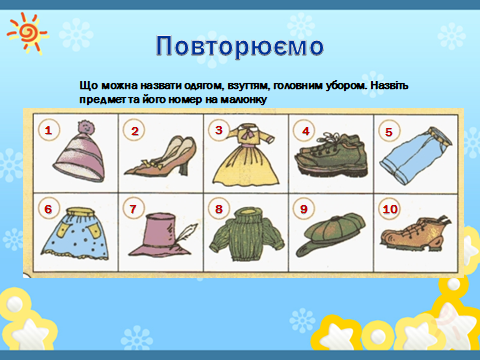 Повторюємо
Що можна назвати одягом, взуттям, головним убором. Назвіть
предмет та його номер на малюнку
1 2 3 4 5
6 7 8 9 10